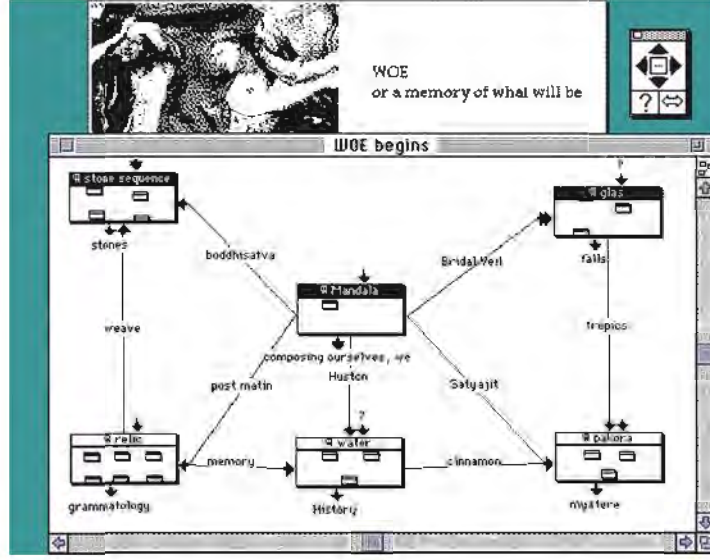 WOE
or a memory of what will be
?
WOE begins
stone sequence
?
glas
stones
falls
boddhisatva
Bridal Veil
Mandala
weave
tropics
composing ourselves, we
Huston
post matin
Satyajit
?
relic
water
pakora
memory
cinnamon
grammatology
History
mystere